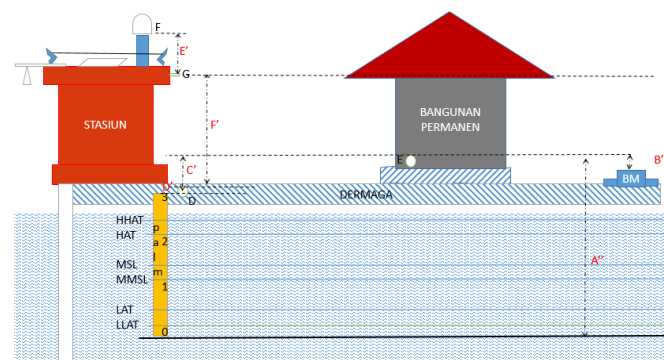 F
E'
G
STASIUN
F'
BANGUNAN
PERMANEN
C'
E
B'
BM
D'
D
DERMAGA
3
HHAT
p
HAT
a 2
l
MSL
A''
m
MMSL
1
LAT
LLAT
0